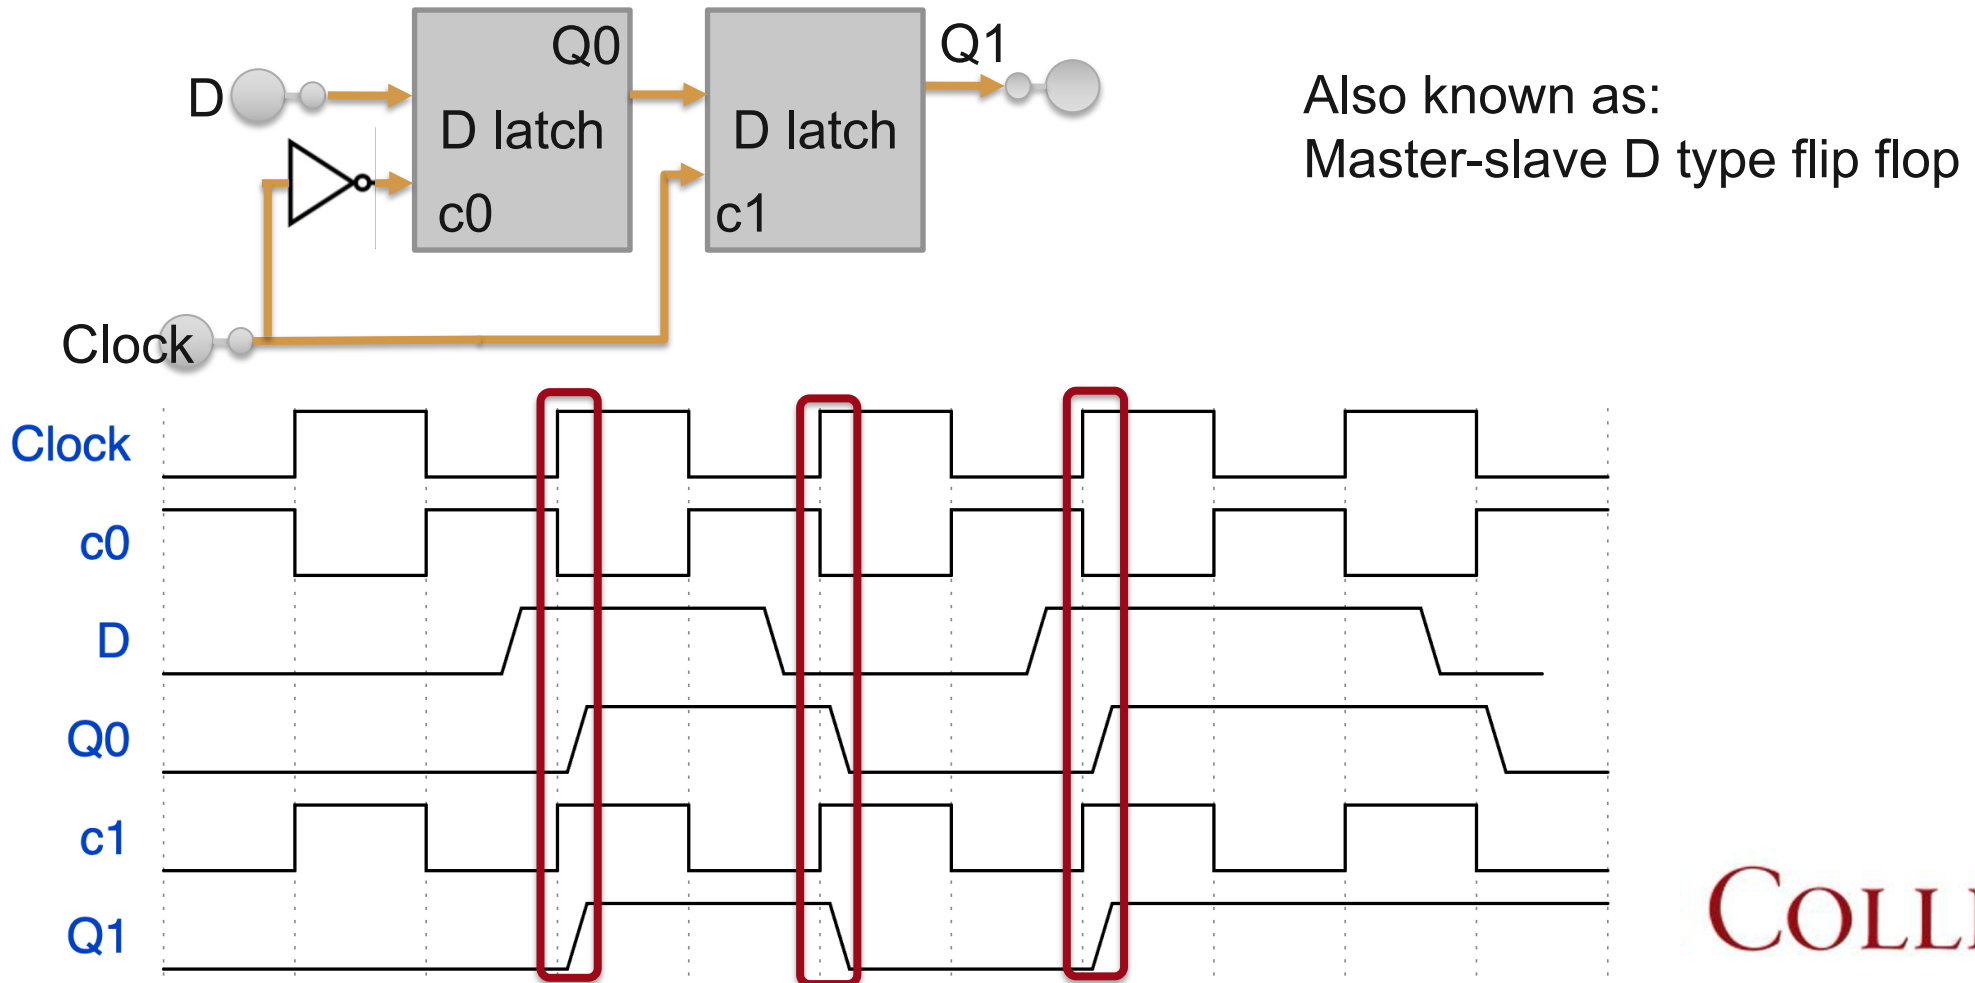 Q0
Q1
D
D latch
D latch
c0
c1
Clock
Also known as:
Master-slave D type flip flop
Clock
c0
D
Q0
c1
Q1